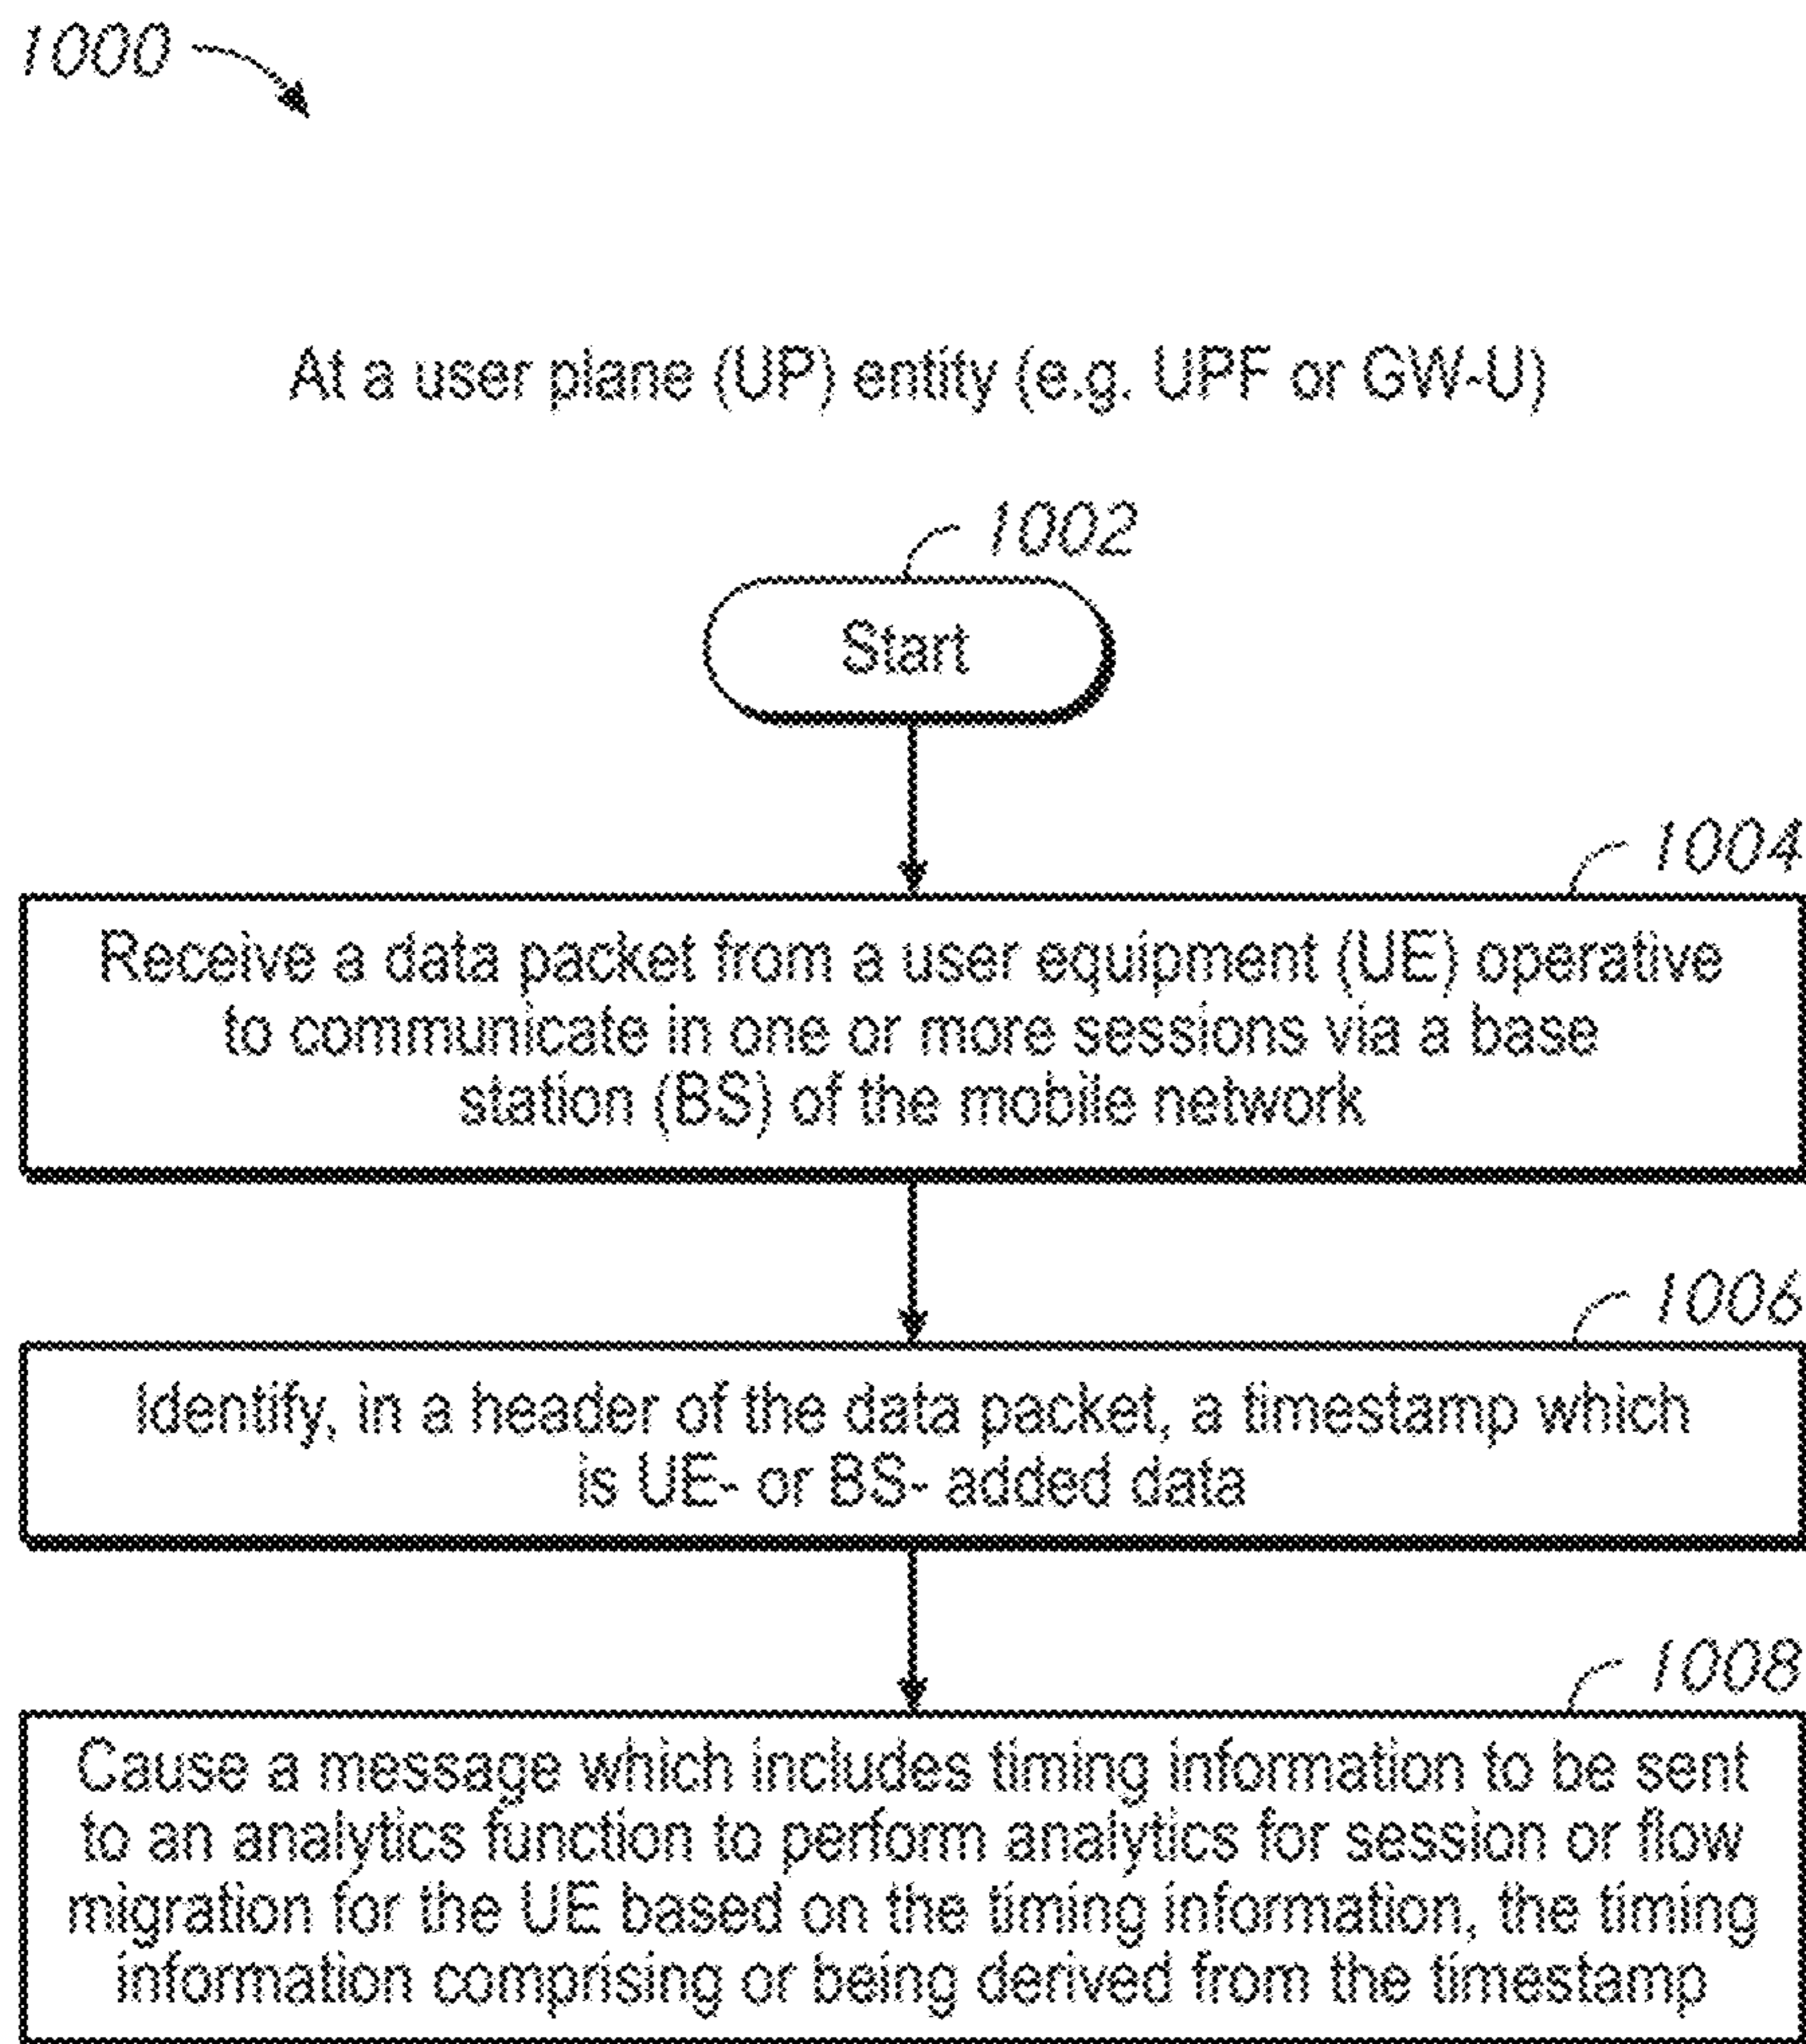 1000
At a user plane (UP) entity (e.g. UPF or GW-U)
1002
Start
1004
Receive a data packet from a user equipment (UE) operative
to communicate in one or more sessions via a base
station (BS) of the mobile network
1006
Identify, in a header of the data packet, a timestamp which
is UE- or BS- added data
1008
Cause a message which includes timing information to be sent
to an analytics function to perform analytics for session or flow
migration for the UE based on the timing information, the timing
information comprising or being derived from the timestamp